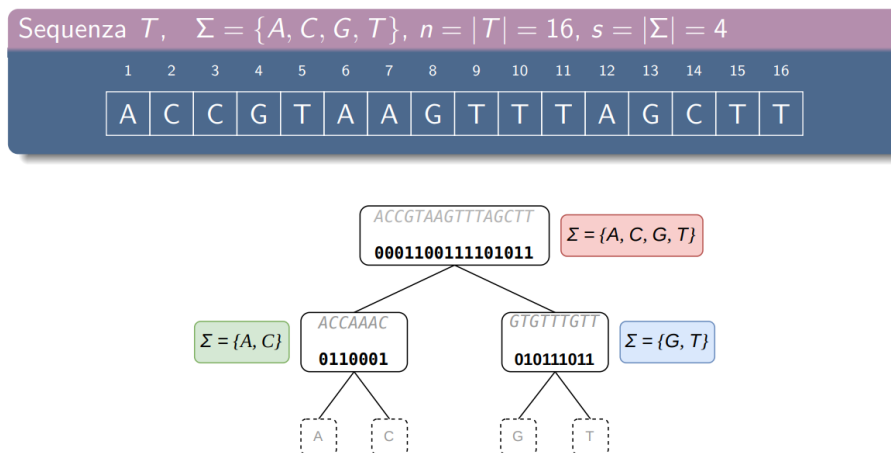 Sequenza T, Σ = {A, C, G, T}, n = |T| = 16, s = |Σ| = 4
1 2 3 4 5 6 7 8 9 10 11 12 13 14 15 16
A C C G T A A G T T T A G C T T
ACCGTAAGTTTAGCTT
0001100111101011
Σ = {A, C, G, T}
ACCAAAC
0110001
Σ = {A, C}
GTGTTTGTT
010111011
Σ = {G, T}
A C G T